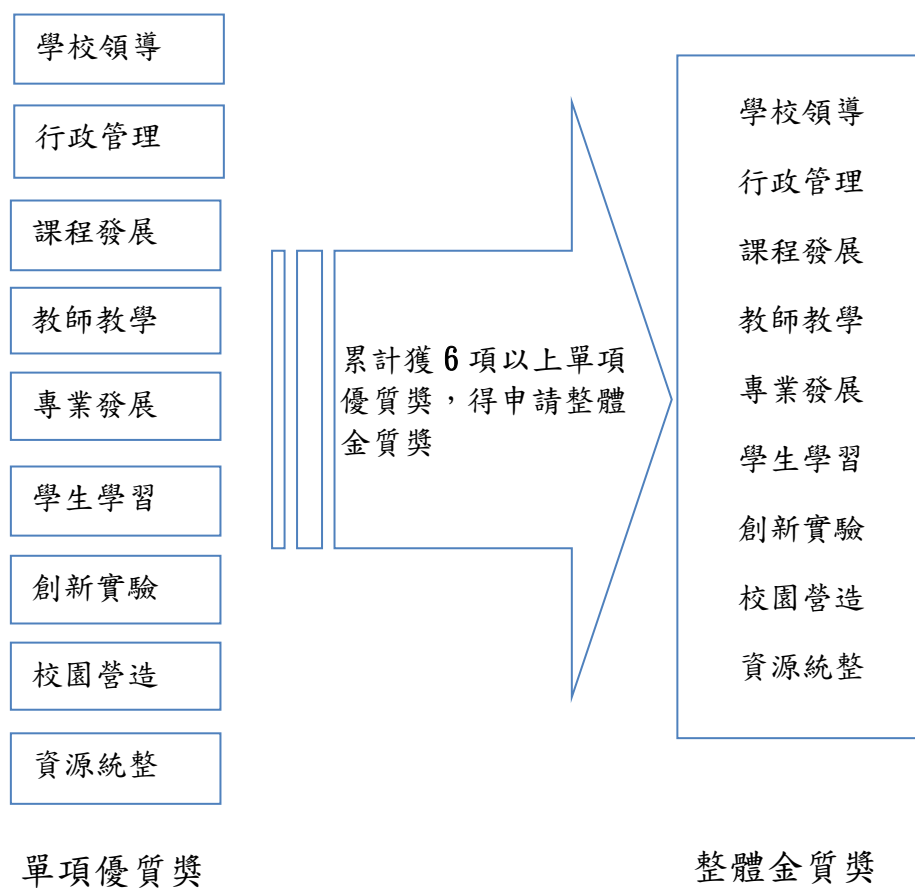 學校領導
行政管理
課程發展
教師教學
專業發展
學生學習
創新實驗
校園營造
資源統整
單項優質獎
累計獲 6 項以上單項
優質獎，得申請整體
金質獎
學校領導
行政管理
課程發展
教師教學
專業發展
學生學習
創新實驗
校園營造
資源統整
整體金質獎